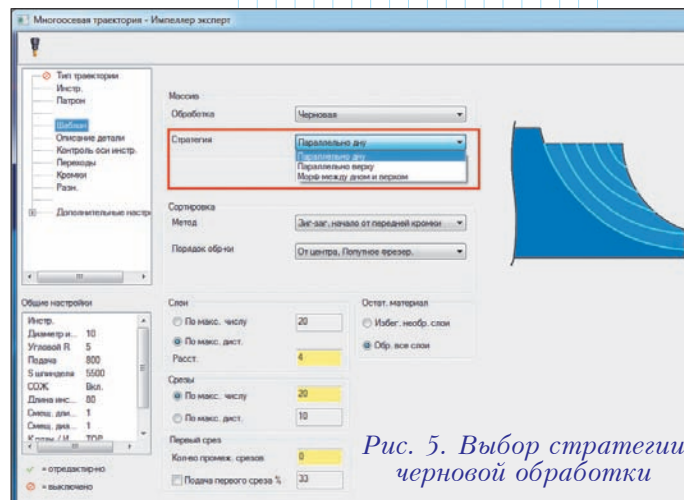 Многоосевая траектория - Импеллер эксперт
Тип траектории
Инстр.
Патрон
Шаблон
Описание детали
Контроль оси инстр.
Переходы
Кромки
Разн.
Дополнительные настр
Массив
Обработка Черновая
Стратегия Параллельно дну
Параллельно дну
Параллельно верху
Морф между дном и верхом
Сортировка
Метод Зиг-заг, начало от передней кромки
Порядок обр-ки От центра, Попутное фрезер.
Общие настройки
Инстр.
Диаметр и... 10
Угловой R 5
Подача 800
S шпинделя 5500
СОЖ Вкл.
Длина инс... 80
Смещ. дли... 1
Смещ. диа... 1
TOP
= отредактир-но
= выключено
Слои
По макс. числу 20
По макс. дист.
Расст. 4
Срезы
По макс. числу 20
По макс. дист. 10
Первый срез
Кол-во промеж. срезов 0
Подача первого среза % 33
Остат. материал
Избег. необр. слои
Обр. все слои
Рис. 5. Выбор стратегии
черновой обработки